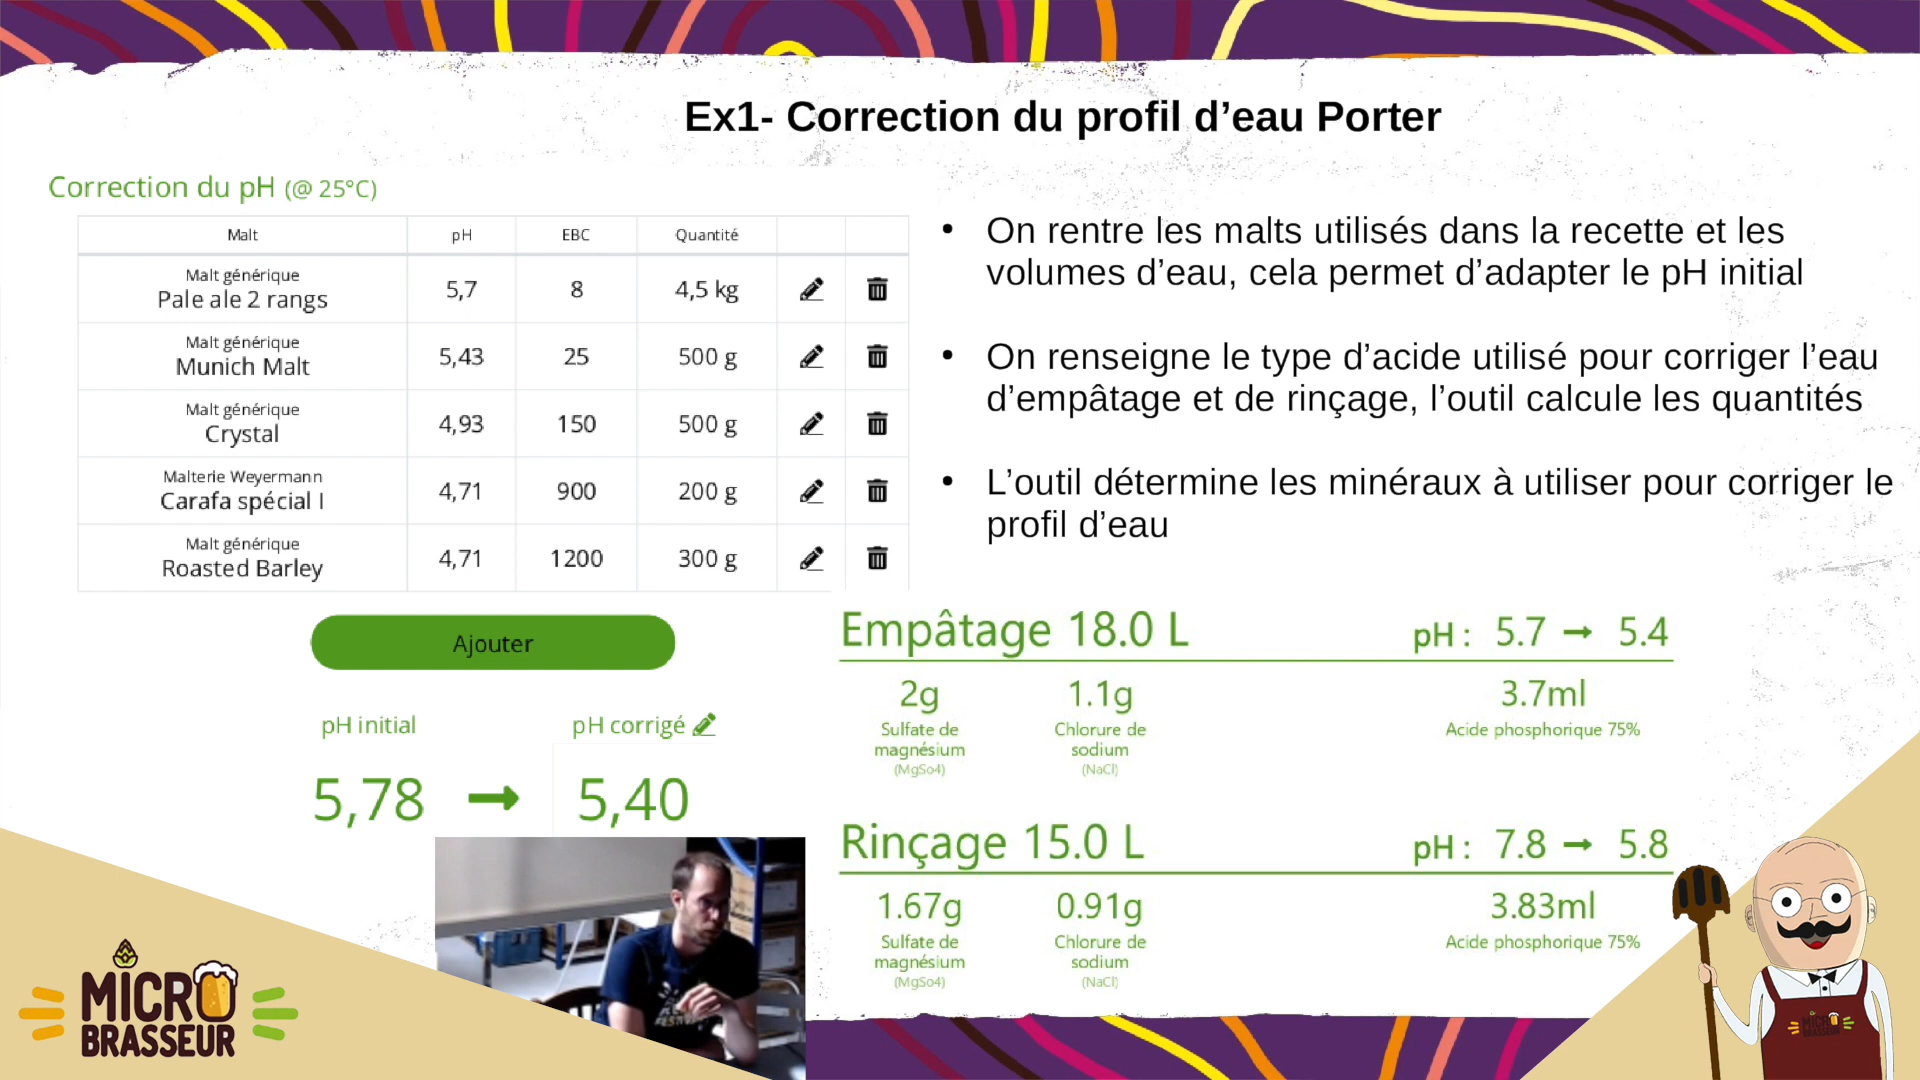 Ex1- Correction du profil d’eau Porter
Correction du pH (@ 25°C)
Malt pH EBC Quantité
Malt générique
Pale ale 2 rangs 5,7 8 4,5 kg
Malt générique
Munich Malt 5,43 25 500 g
Malt générique
Crystal 4,93 150 500 g
Malterie Weyermann
Carafa spécial I 4,71 900 200 g
Malt générique
Roasted Barley 4,71 1200 300 g
Ajouter
pH initial pH corrigé
5,78 → 5,40
• On rentre les malts utilisés dans la recette et les
volumes d’eau, cela permet d’adapter le pH initial
• On renseigne le type d’acide utilisé pour corriger l’eau
d’empâtage et de rinçage, l’outil calcule les quantités
• L’outil détermine les minéraux à utiliser pour corriger le
profil d’eau
Empâtage 18.0 L pH : 5.7 → 5.4
2g 1.1g 3.7ml
Sulfate de Chlorure de Acide phosphorique 75%
magnésium sodium
(MgSo4) (NaCl)
Rinçage 15.0 L pH : 7.8 → 5.8
1.67g 0.91g 3.83ml
Sulfate de Chlorure de Acide phosphorique 75%
magnésium sodium
(MgSo4) (NaCl)
MICRO
BRASSEUR
MICRO
BRASSEUR